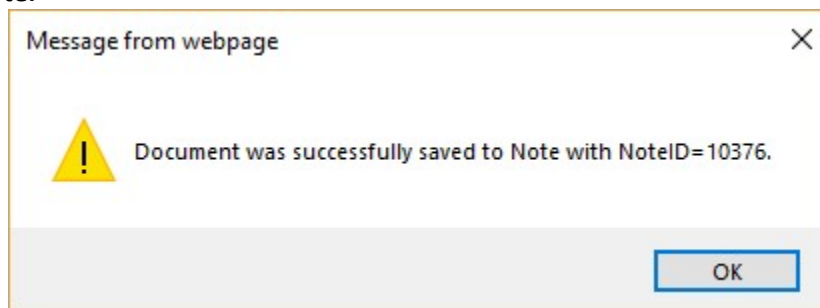 Message from webpage
Document was successfully saved to Note with NoteID=10376.
OK